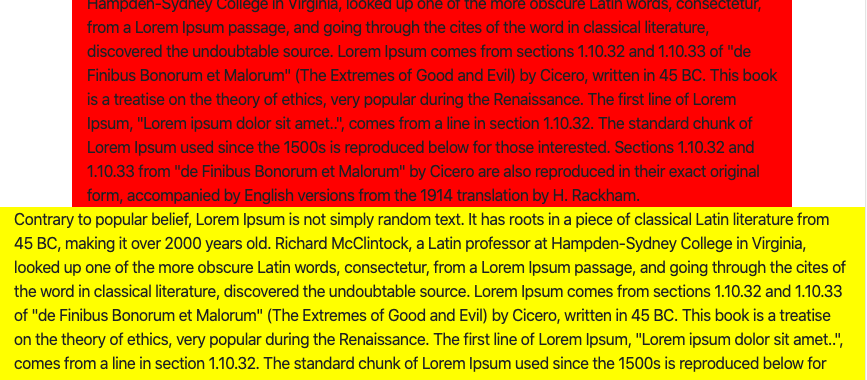 Hampden-Sydney College in Virginia, looked up one of the more obscure Latin words, consectetur,
from a Lorem Ipsum passage, and going through the cites of the word in classical literature,
discovered the undoubtable source. Lorem Ipsum comes from sections 1.10.32 and 1.10.33 of "de
Finibus Bonorum et Malorum" (The Extremes of Good and Evil) by Cicero, written in 45 BC. This book
is a treatise on the theory of ethics, very popular during the Renaissance. The first line of Lorem
Ipsum, "Lorem ipsum dolor sit amet..", comes from a line in section 1.10.32. The standard chunk of
Lorem Ipsum used since the 1500s is reproduced below for those interested. Sections 1.10.32 and
1.10.33 from "de Finibus Bonorum et Malorum" by Cicero are also reproduced in their exact original
form, accompanied by English versions from the 1914 translation by H. Rackham.
Contrary to popular belief, Lorem Ipsum is not simply random text. It has roots in a piece of classical Latin literature from
45 BC, making it over 2000 years old. Richard McClintock, a Latin professor at Hampden-Sydney College in Virginia,
looked up one of the more obscure Latin words, consectetur, from a Lorem Ipsum passage, and going through the cites of
the word in classical literature, discovered the undoubtable source. Lorem Ipsum comes from sections 1.10.32 and 1.10.33
of "de Finibus Bonorum et Malorum" (The Extremes of Good and Evil) by Cicero, written in 45 BC. This book is a treatise
on the theory of ethics, very popular during the Renaissance. The first line of Lorem Ipsum, "Lorem ipsum dolor sit amet..",
comes from a line in section 1.10.32. The standard chunk of Lorem Ipsum used since the 1500s is reproduced below for